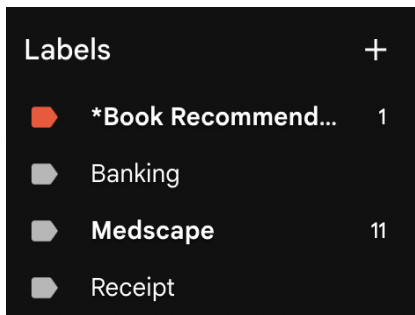 Labels +
*Book Recommend... 1
Banking
Medscape 11
Receipt